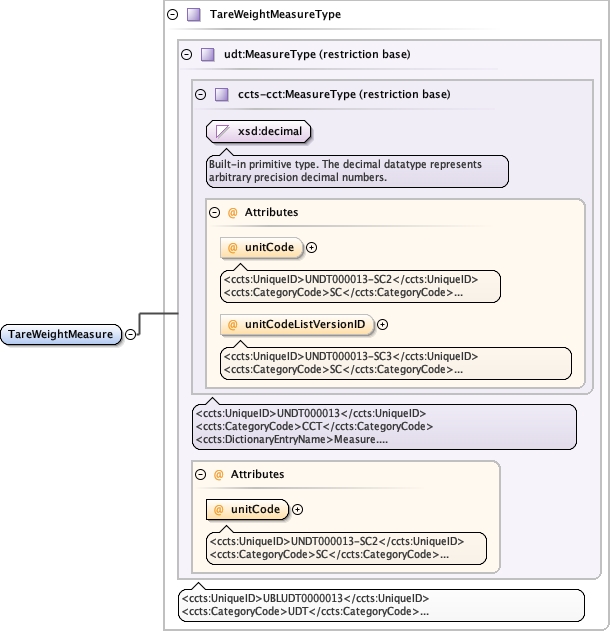 TareWeightMeasureType
udt:MeasureType (restriction base)
ccts-cct:MeasureType (restriction base)
xsd:decimal
Built-in primitive type. The decimal datatype represents
arbitrary precision decimal numbers.
@ Attributes
@ unitCode
<ccts:UniqueID>UNDT000013-SC2</ccts:UniqueID>
<ccts:CategoryCode>SC</ccts:CategoryCode>...
@ unitCodeListVersionID
<ccts:UniqueID>UNDT000013-SC3</ccts:UniqueID>
<ccts:CategoryCode>SC</ccts:CategoryCode>...
TareWeightMeasure
<ccts:UniqueID>UNDT000013</ccts:UniqueID>
<ccts:CategoryCode>CCT</ccts:CategoryCode>
<ccts:DictionaryEntryName>Measure....
@ Attributes
@ unitCode
<ccts:UniqueID>UNDT000013-SC2</ccts:UniqueID>
<ccts:CategoryCode>SC</ccts:CategoryCode>...
<ccts:UniqueID>UBLUDT0000013</ccts:UniqueID>
<ccts:CategoryCode>UDT</ccts:CategoryCode>...